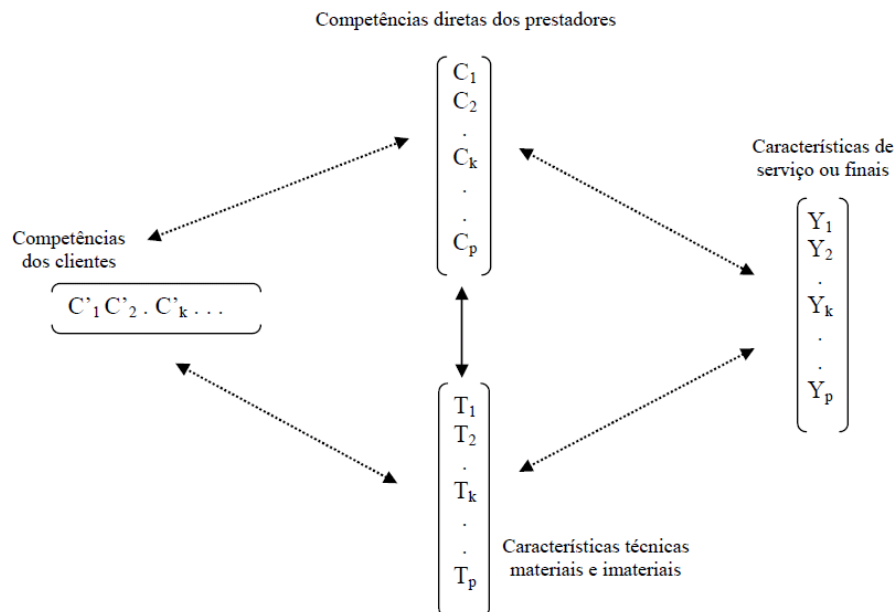 Competências diretas dos prestadores
C₁
C₂
.
Cₖ
.
.
Cₚ
Competências
dos clientes
C’₁ C’₂ . C’ₖ . . .
Características de
serviço ou finais
Y₁
Y₂
.
Yₖ
.
.
Yₚ
T₁
T₂
.
Tₖ
.
.
Tₚ
Características técnicas
materiais e imateriais